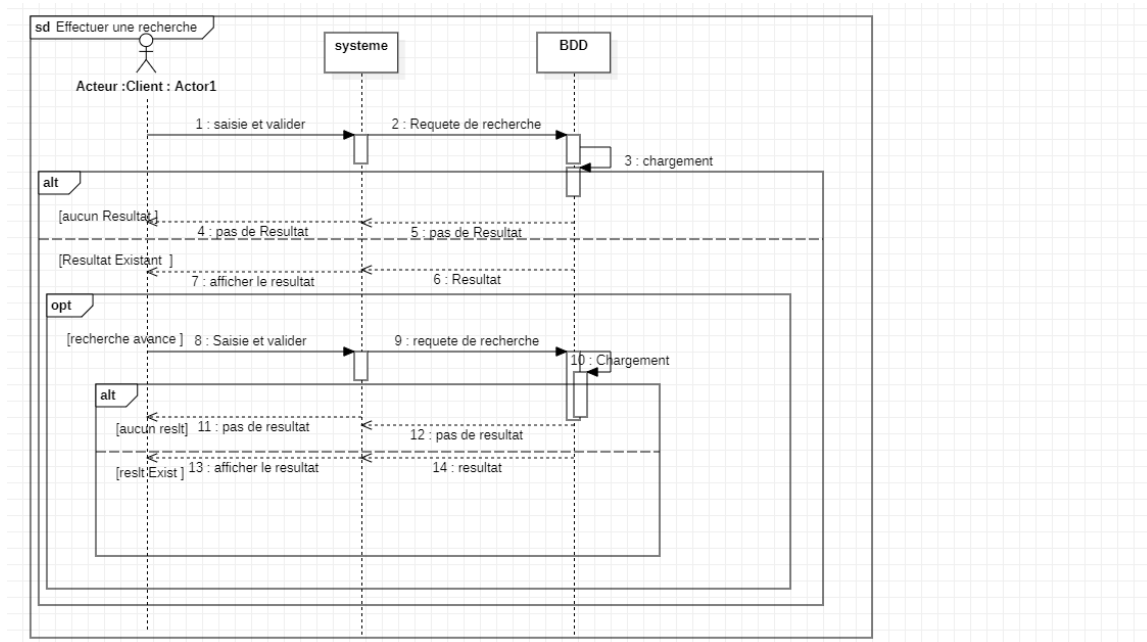 sd Effectuer une recherche
systeme
BDD
Acteur :Client : Actor1
1 : saisie et valider
2 : Requete de recherche
3 : chargement
alt
[aucun Resultat ]
4 : pas de Resultat
5 : pas de Resultat
[Resultat Existant ]
7 : afficher le resultat
6 : Resultat
opt
[recherche avance ]
8 : Saisie et valider
9 : requete de recherche
10 : Chargement
alt
[aucun reslt]
11 : pas de resultat
12 : pas de resultat
[reslt Exist ]
13 : afficher le resultat
14 : resultat